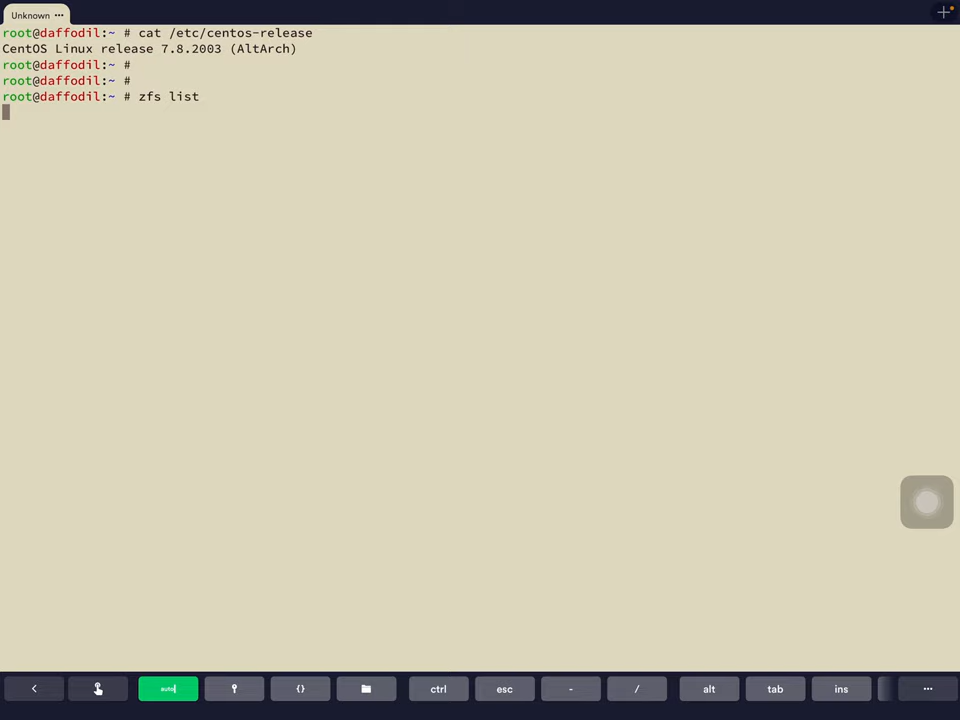 Unknown •••
root@daffodil:~ # cat /etc/centos-release
CentOS Linux release 7.8.2003 (AltArch)
root@daffodil:~ #
root@daffodil:~ #
root@daffodil:~ # zfs list
auto
{}
ctrl
esc
-
/
alt
tab
ins
•••